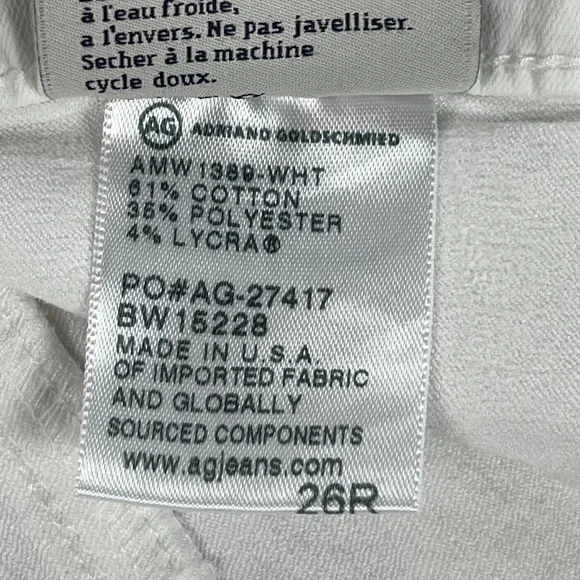 à l'eau froide,
a l'envers. Ne pas javelliser.
Secher à la machine
cycle doux.
AG ADRIANO GOLDSCHMIED
AMW1389-WHT
61% COTTON
35% POLYESTER
4% LYCRA®
PO#AG-27417
BW15228
MADE IN U.S.A.
OF IMPORTED FABRIC
AND GLOBALLY
SOURCED COMPONENTS
www.agjeans.com
26R